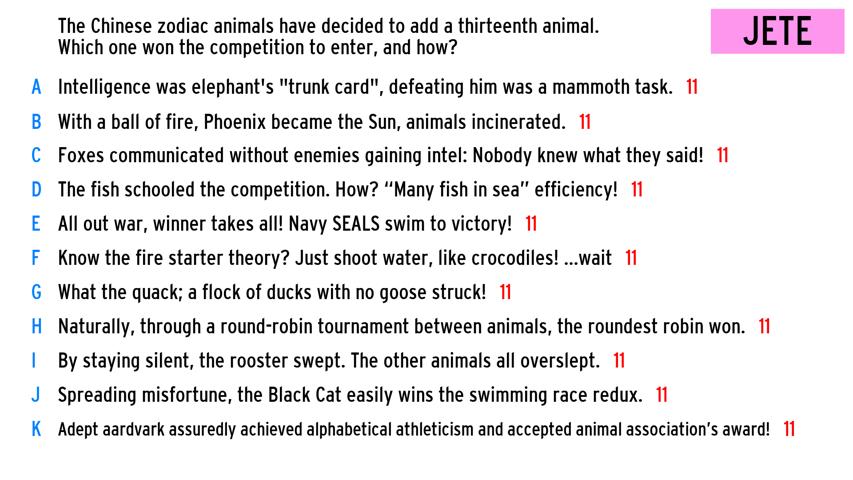 The Chinese zodiac animals have decided to add a thirteenth animal.
Which one won the competition to enter, and how?
JETE
A Intelligence was elephant's "trunk card", defeating him was a mammoth task. 11
B With a ball of fire, Phoenix became the Sun, animals incinerated. 11
C Foxes communicated without enemies gaining intel: Nobody knew what they said! 11
D The fish schooled the competition. How? “Many fish in sea” efficiency! 11
E All out war, winner takes all! Navy SEALS swim to victory! 11
F Know the fire starter theory? Just shoot water, like crocodiles! ...wait 11
G What the quack; a flock of ducks with no goose struck! 11
H Naturally, through a round-robin tournament between animals, the roundest robin won. 11
I By staying silent, the rooster swept. The other animals all overslept. 11
J Spreading misfortune, the Black Cat easily wins the swimming race redux. 11
K Adept aardvark assuredly achieved alphabetical athleticism and accepted animal association’s award! 11